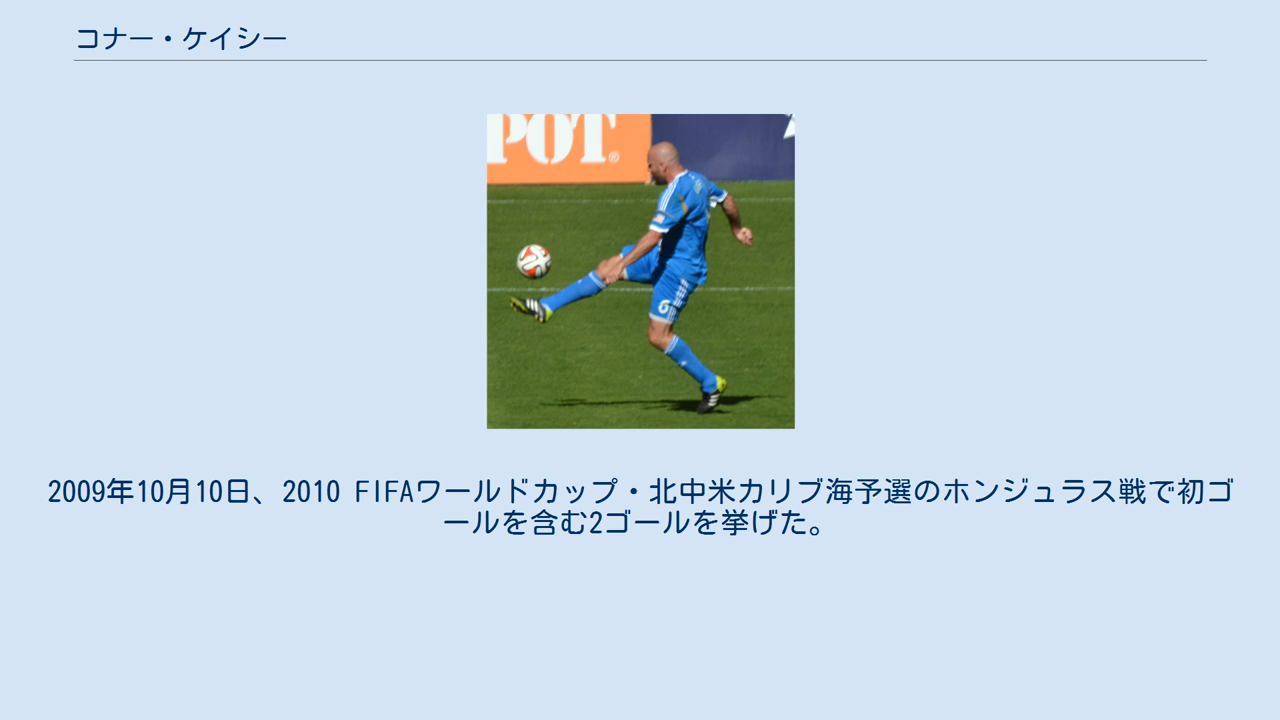 コナー・ケイシー
POT®
6
2009年10月10日、2010 FIFAワールドカップ・北中米カリブ海予選のホンジュラス戦で初ゴ
ールを含む2ゴールを挙げた。